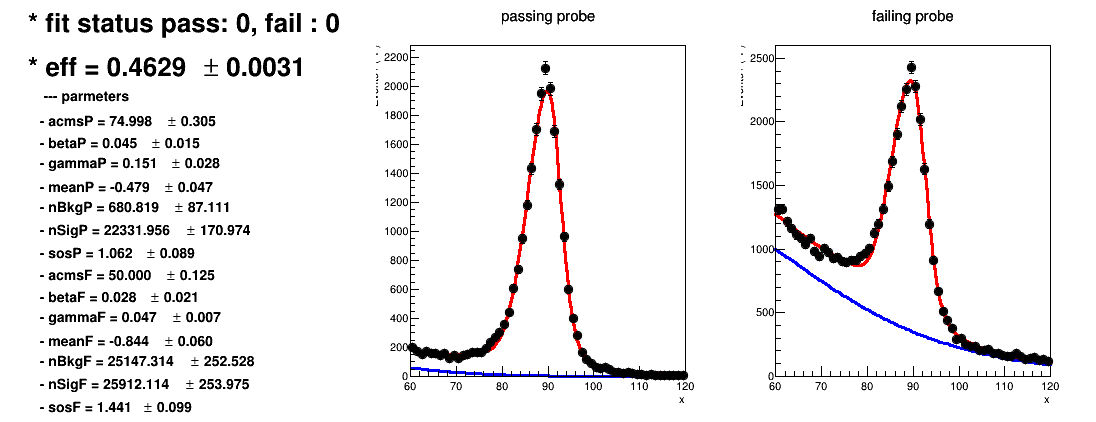 * fit status pass: 0, fail : 0
* eff = 0.4629 ± 0.0031
--- parmeters
- acmsP = 74.998 ± 0.305
- betaP = 0.045 ± 0.015
- gammaP = 0.151 ± 0.028
- meanP = -0.479 ± 0.047
- nBkgP = 680.819 ± 87.111
- nSigP = 22331.956 ± 170.974
- sosP = 1.062 ± 0.089
- acmsF = 50.000 ± 0.125
- betaF = 0.028 ± 0.021
- gammaF = 0.047 ± 0.007
- meanF = -0.844 ± 0.060
- nBkgF = 25147.314 ± 252.528
- nSigF = 25912.114 ± 253.975
- sosF = 1.441 ± 0.099
passing probe
2200
2000
1800
1600
1400
1200
1000
800
600
400
200
0
60 70 80 90 100 110 120
x
failing probe
2500
2000
1500
1000
500
0
60 70 80 90 100 110 120
x